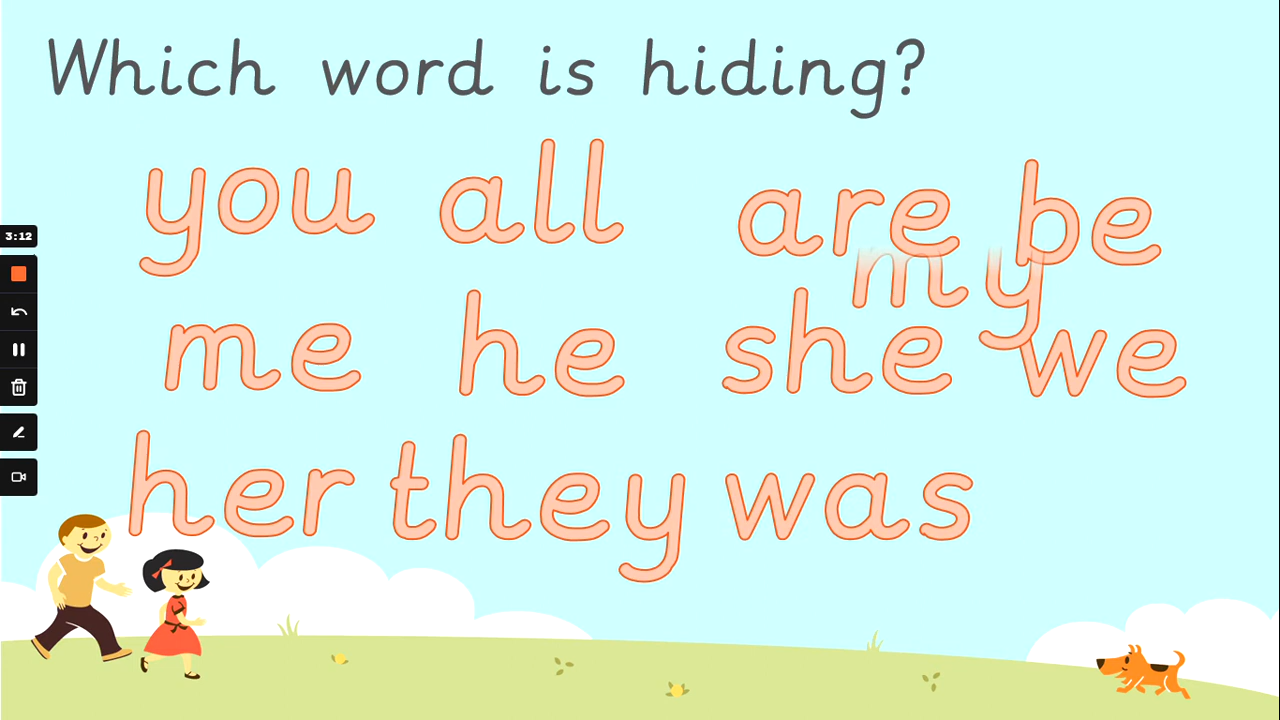 Which word is hiding?
you all are be
my
me he she we
her they was
3:12